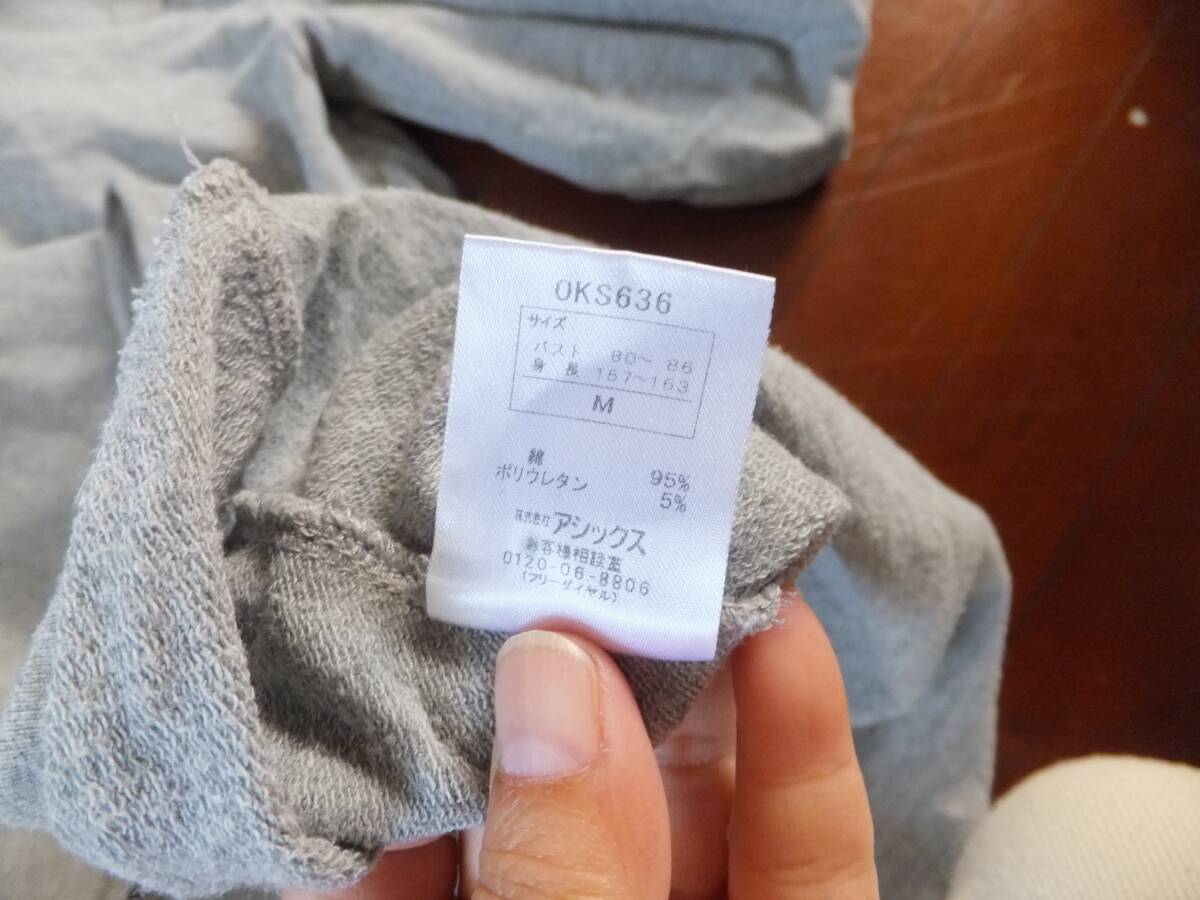 OKS636
サイズ
バスト 80〜 86
身 長 157〜163
M
綿 95%
ポリウレタン 5%
株式会社 アシックス
お客様相談室
0120-06-8806
(フリーダイヤル)